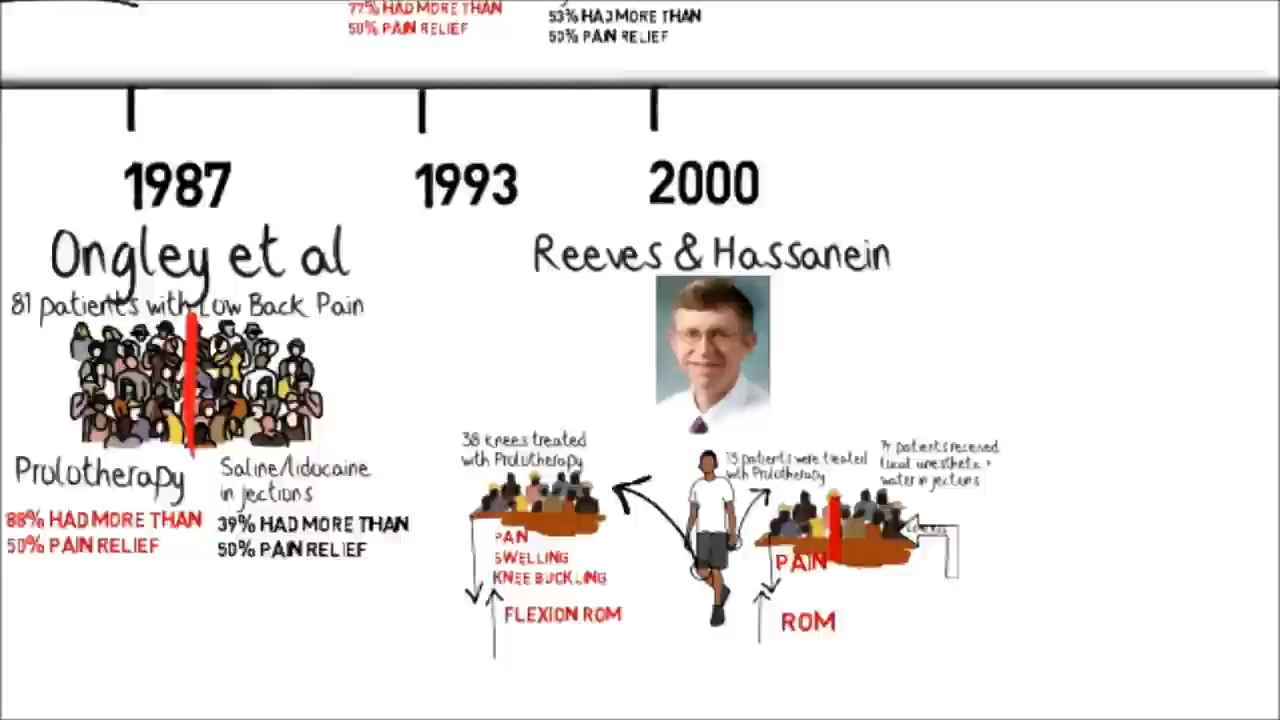 77% HAD MORE THAN
50% PAIN RELIEF
53% HAD MORE THAN
50% PAIN RELIEF
1987
1993
2000
Ongley et al
81 patients with Low Back Pain
Prolotherapy
88% HAD MORE THAN
50% PAIN RELIEF
Saline/lidocaine
injections
39% HAD MORE THAN
50% PAIN RELIEF
Reeves & Hassanein
38 knees treated
with Prolotherapy
PAIN
SWELLING
KNEE BUCKLING
FLEXION ROM
13 patients were treated
with Prolotherapy
patients received
local anesthetic +
water injections
PAIN
ROM